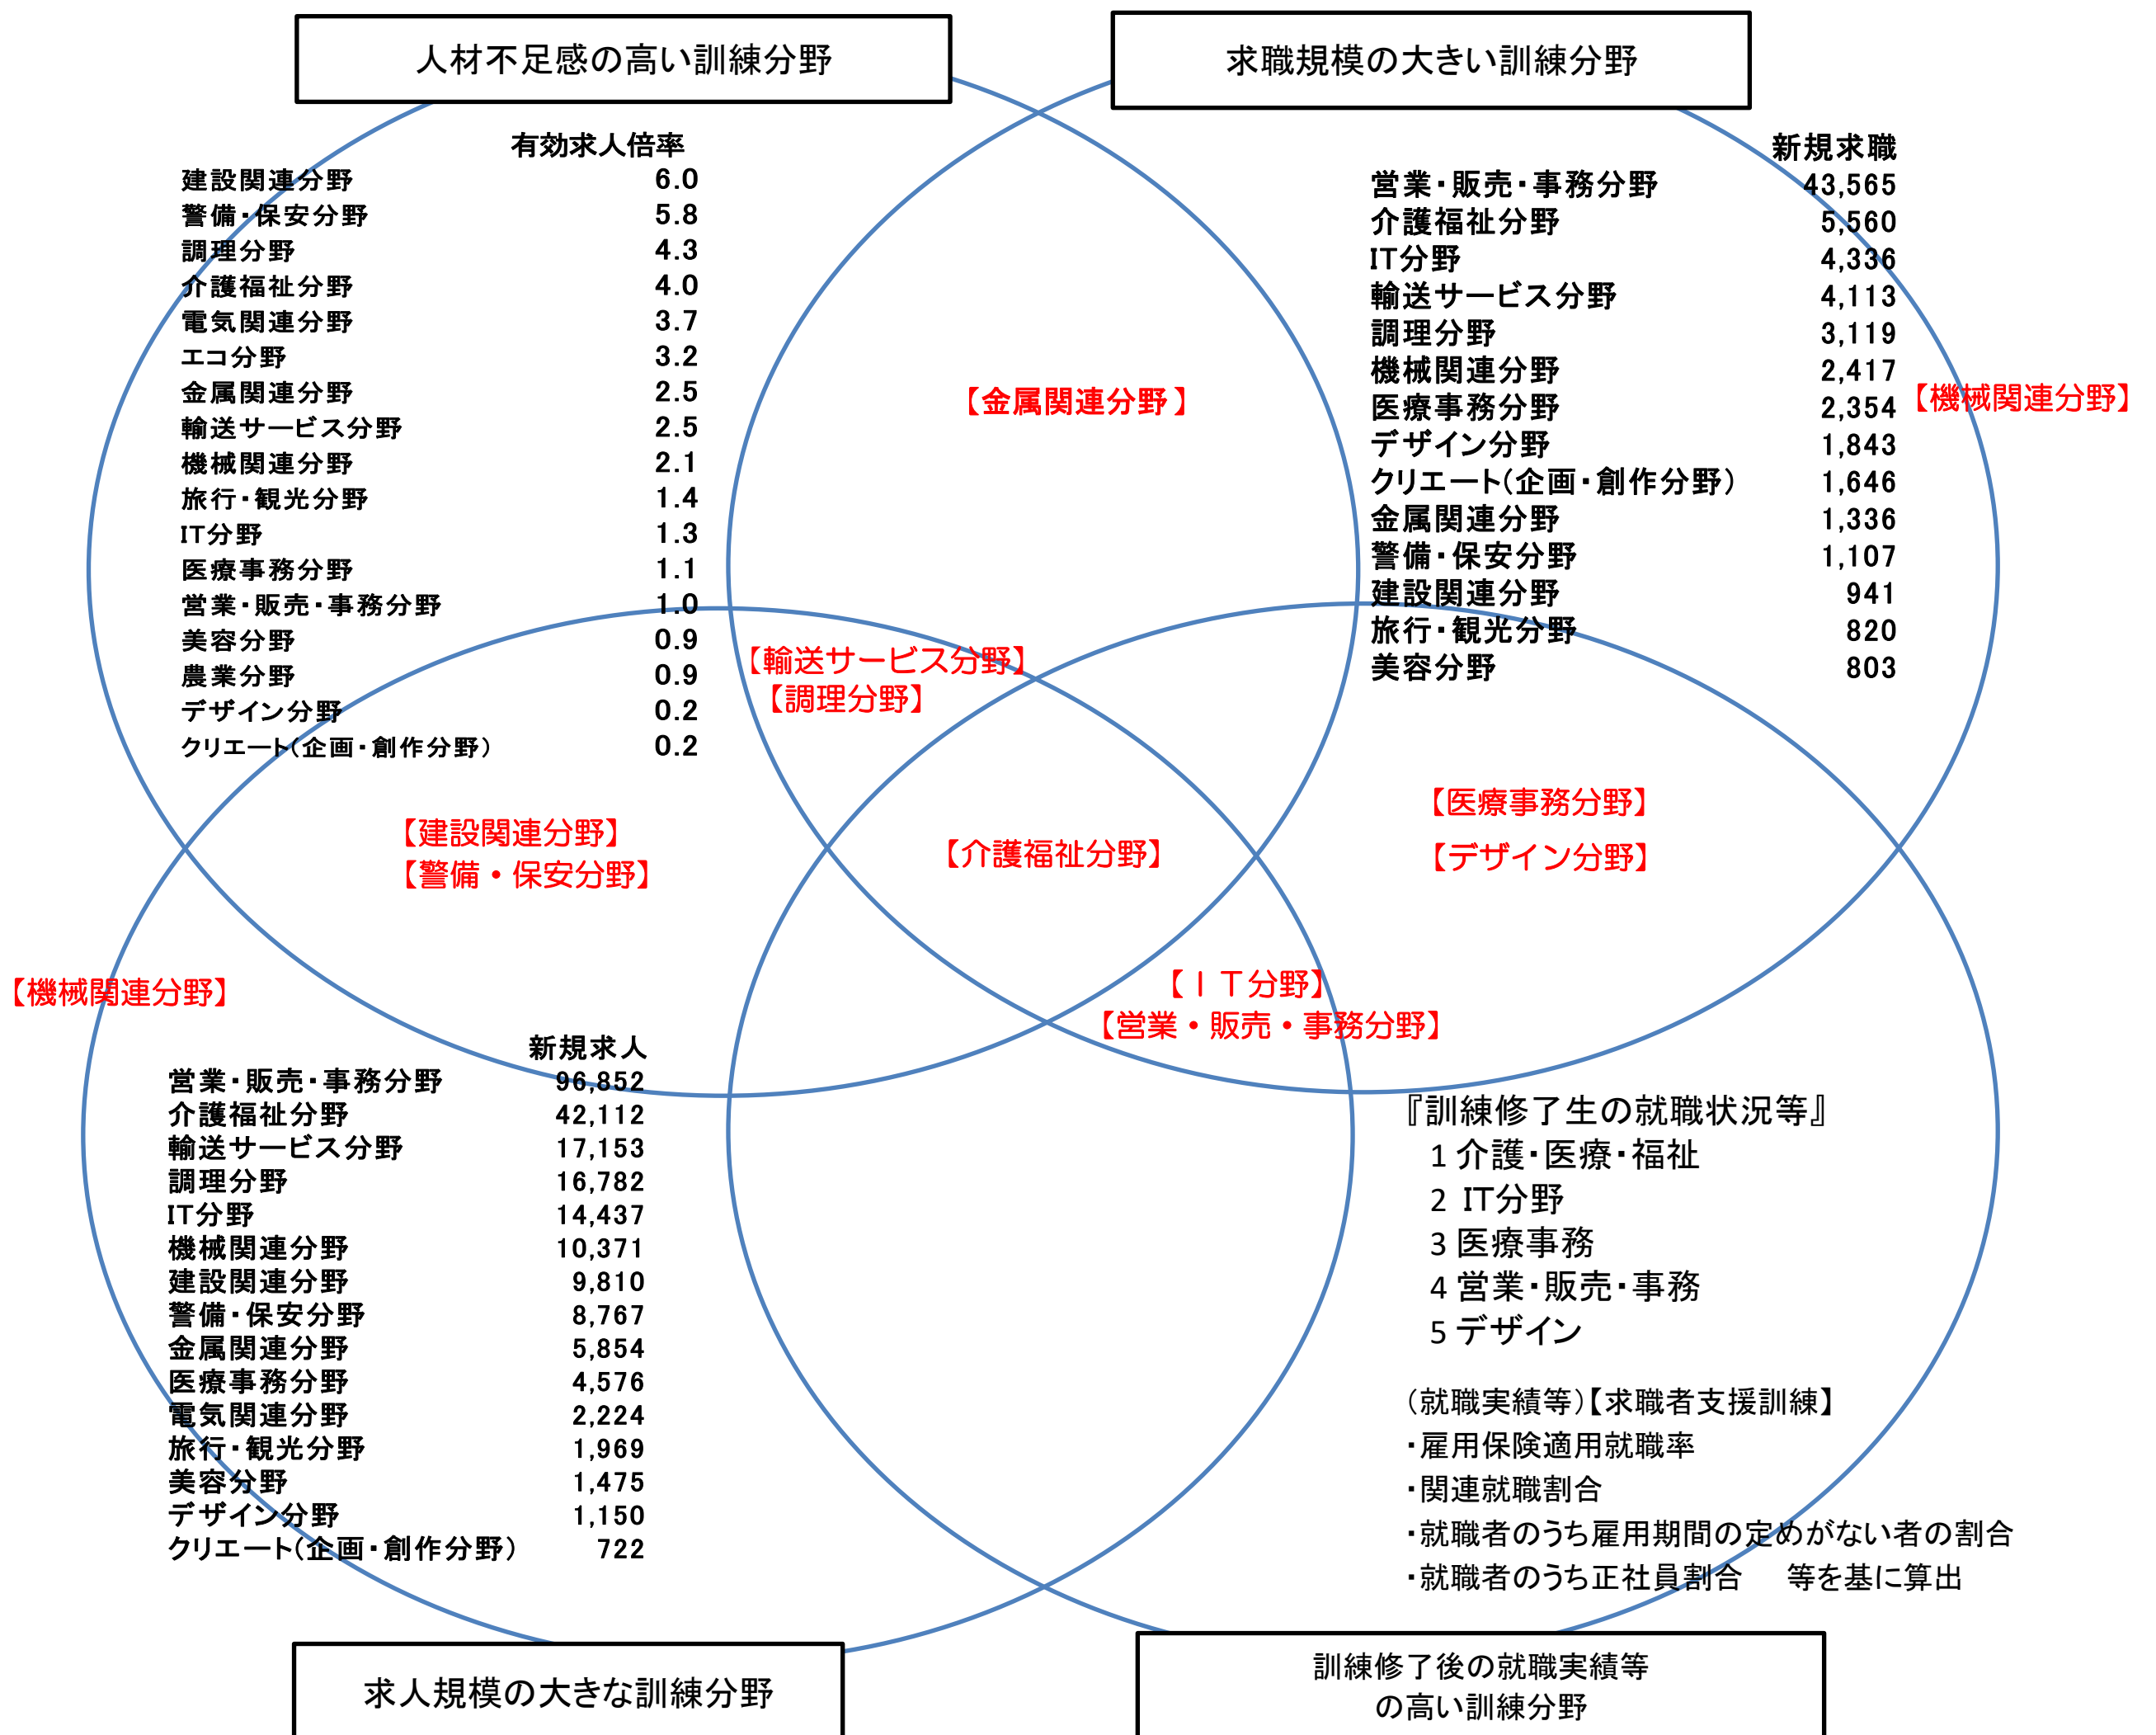 人材不足感の高い訓練分野
有効求人倍率
建設関連分野 6.0
警備・保安分野 5.8
調理分野 4.3
介護福祉分野 4.0
電気関連分野 3.7
エコ分野 3.2
金属関連分野 2.5
輸送サービス分野 2.5
機械関連分野 2.1
旅行・観光分野 1.4
IT分野 1.3
医療事務分野 1.1
営業・販売・事務分野 1.0
美容分野 0.9
農業分野 0.9
デザイン分野 0.2
クリエート(企画・創作分野) 0.2
求職規模の大きい訓練分野
新規求職
営業・販売・事務分野 43,565
介護福祉分野 5,560
IT分野 4,336
輸送サービス分野 4,113
調理分野 3,119
機械関連分野 2,417
医療事務分野 2,354
デザイン分野 1,843
クリエート(企画・創作分野) 1,646
金属関連分野 1,336
警備・保安分野 1,107
建設関連分野 941
旅行・観光分野 820
美容分野 803
【金属関連分野】
【機械関連分野】
【輸送サービス分野】
【調理分野】
【建設関連分野】
【警備・保安分野】
【介護福祉分野】
【医療事務分野】
【デザイン分野】
【機械関連分野】
【ＩＴ分野】
【営業・販売・事務分野】
新規求人
営業・販売・事務分野 96,852
介護福祉分野 42,112
輸送サービス分野 17,153
調理分野 16,782
IT分野 14,437
機械関連分野 10,371
建設関連分野 9,810
警備・保安分野 8,767
金属関連分野 5,854
医療事務分野 4,576
電気関連分野 2,224
旅行・観光分野 1,969
美容分野 1,475
デザイン分野 1,150
クリエート(企画・創作分野) 722
求人規模の大きな訓練分野
『訓練修了生の就職状況等』
1 介護・医療・福祉
2 IT分野
3 医療事務
4 営業・販売・事務
5 デザイン
(就職実績等)【求職者支援訓練】
・雇用保険適用就職率
・関連就職割合
・就職者のうち雇用期間の定めがない者の割合
・就職者のうち正社員割合　等を基に算出
訓練修了後の就職実績等
の高い訓練分野